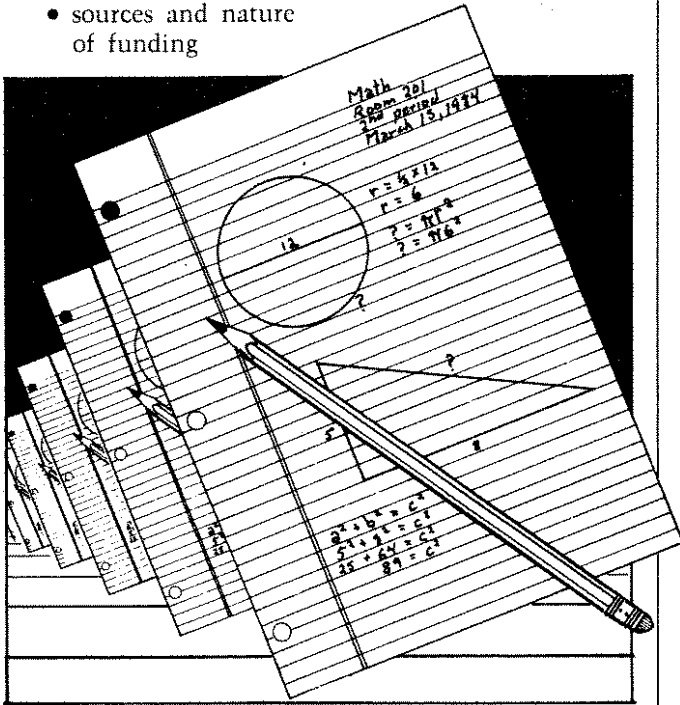 • sources and nature
of funding
Math
Room 201
2nd period
March 15, 1984
r = ½ × 12
r = 6
? = πr²
? = π6²
12
?
?
5
8
a² + b² = c²
5² + 8² = c²
25 + 64 = c²
89 = c²